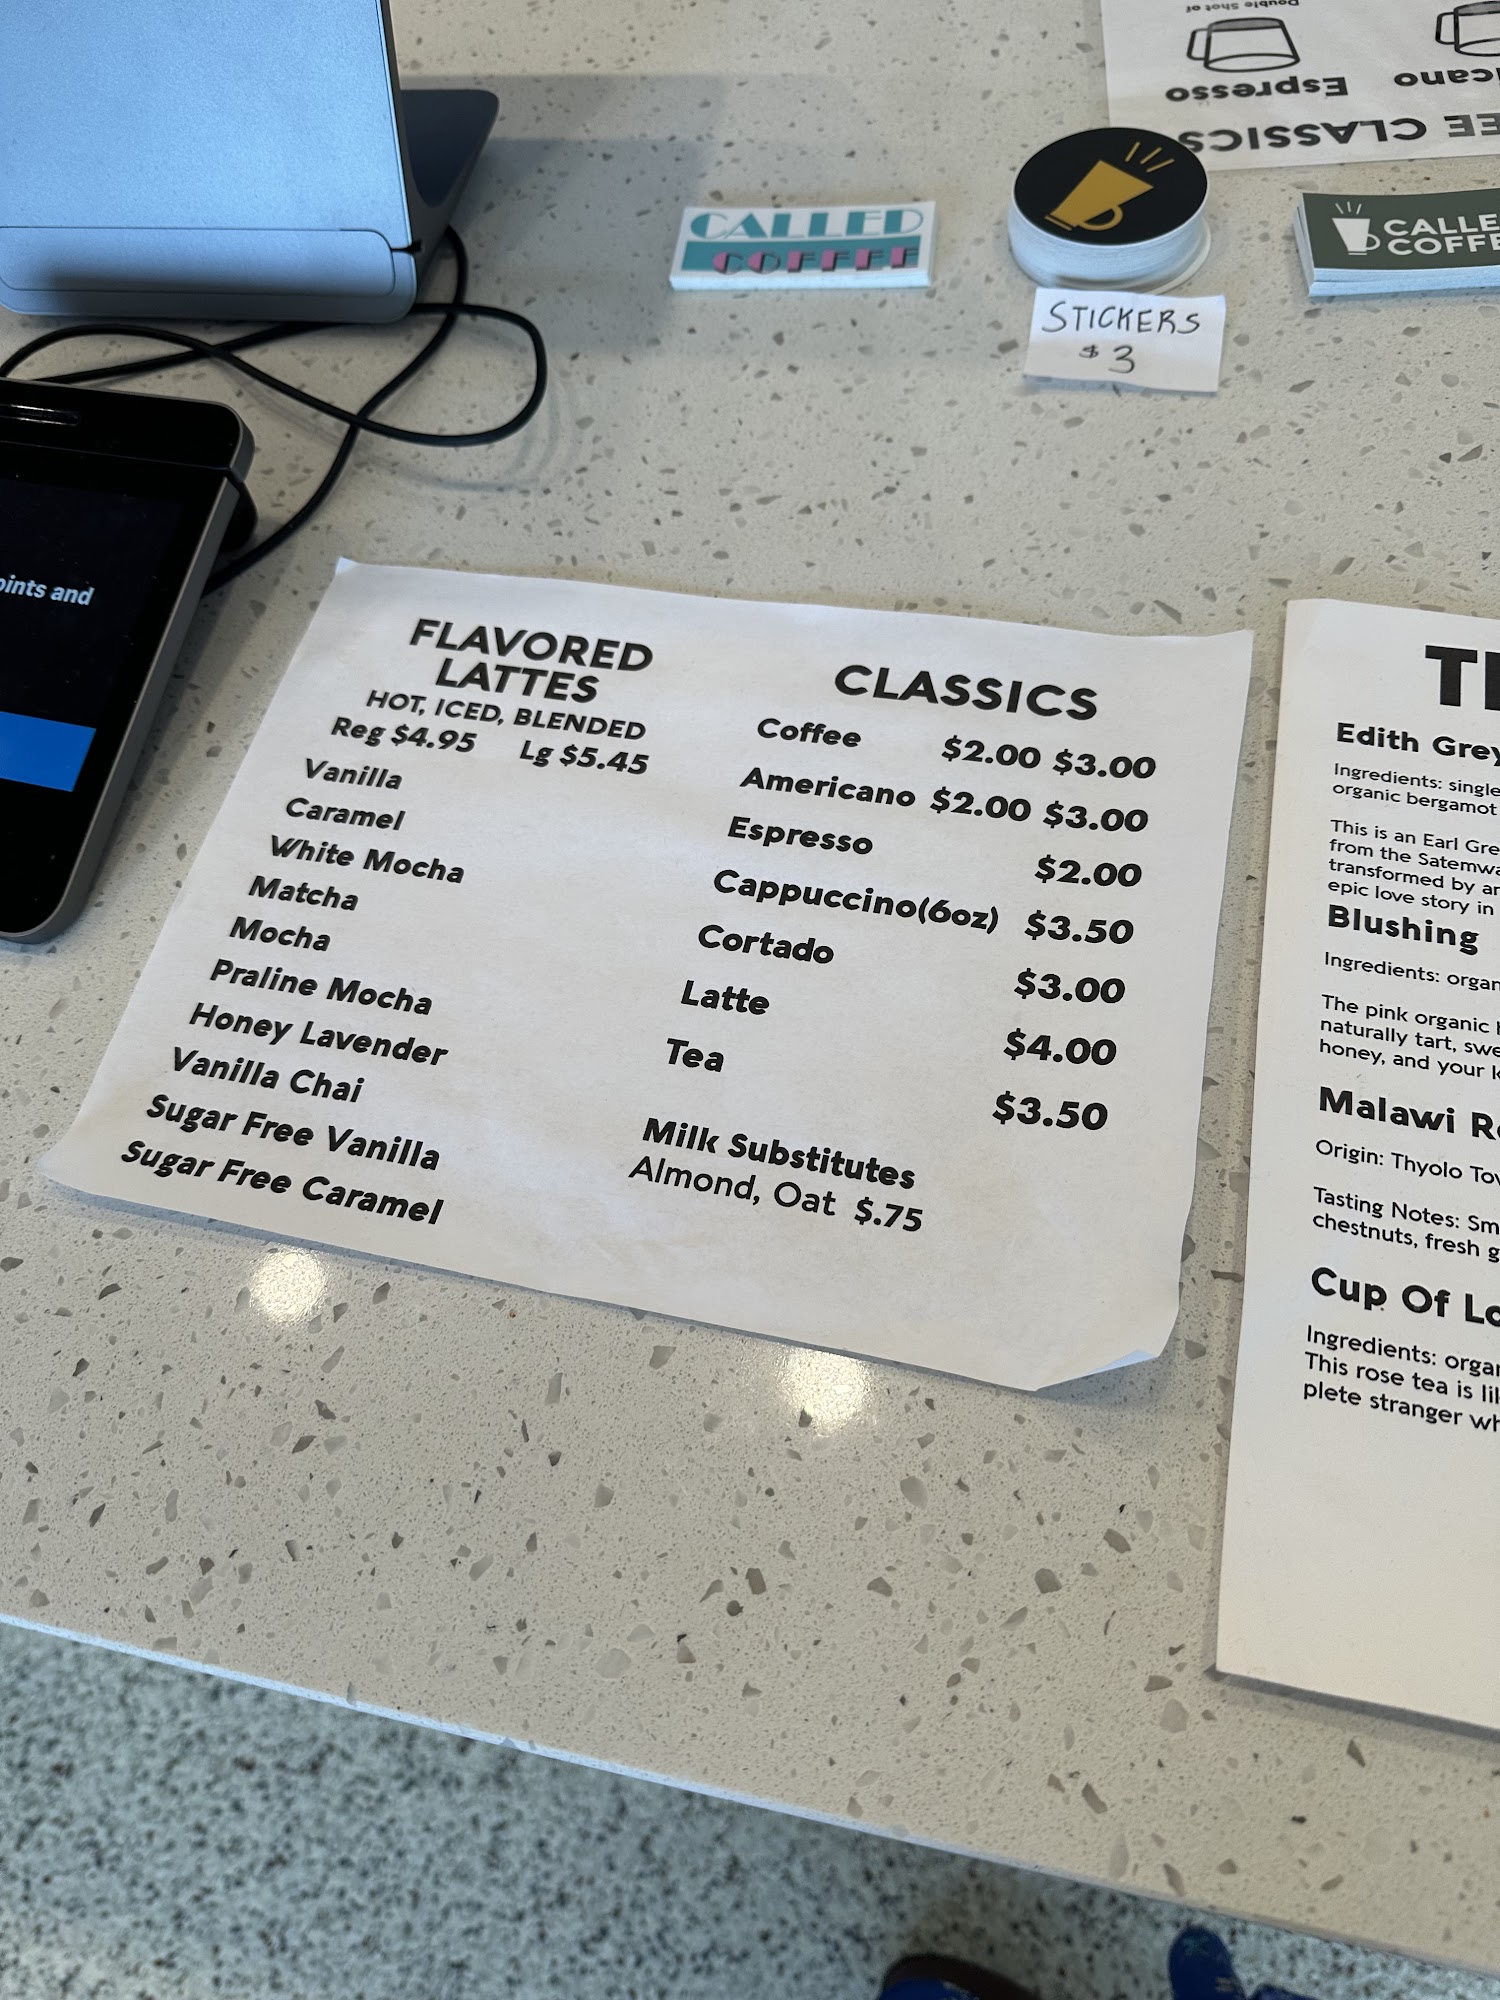 Double Shot of
Espresso
CLASSICS
CALLED
COFFEE
STICKERS
$3
COFFE
oints and
FLAVORED
LATTES
HOT, ICED, BLENDED
Reg $4.95 Lg $5.45
Vanilla
Caramel
White Mocha
Matcha
Mocha
Praline Mocha
Honey Lavender
Vanilla Chai
Sugar Free Vanilla
Sugar Free Caramel
CLASSICS
Coffee $2.00 $3.00
Americano $2.00 $3.00
Espresso $2.00
Cappuccino(6oz) $3.50
Cortado $3.00
Latte $4.00
Tea $3.50
Milk Substitutes
Almond, Oat $.75
Edith Grey
Ingredients: single
organic bergamot
This is an Earl Gre
from the Satemwa
transformed by an
epic love story in
Blushing
Ingredients: organ
The pink organic
naturally tart, swe
honey, and your
Malawi
Origin: Thyolo
Tasting Notes: Sm
chestnuts, fresh g
Cup Of Lo
Ingredients: organ
This rose tea is
plete stranger wh